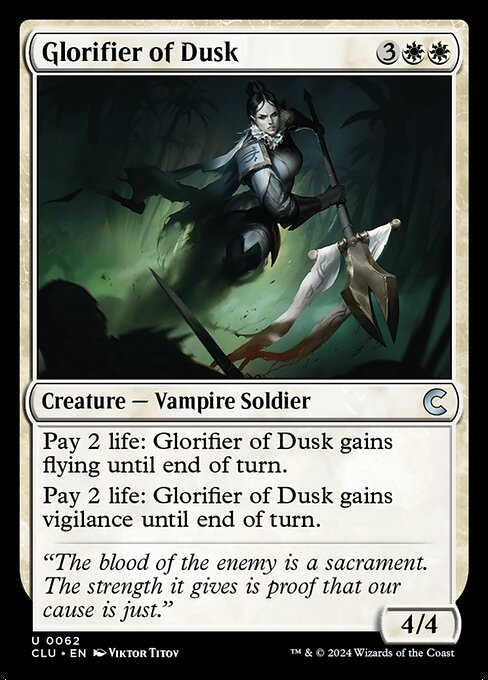 Glorifier of Dusk 3
Creature — Vampire Soldier
Pay 2 life: Glorifier of Dusk gains
flying until end of turn.
Pay 2 life: Glorifier of Dusk gains
vigilance until end of turn.
“The blood of the enemy is a sacrament.
The strength it gives is proof that our
cause is just.”
4/4
U 0062
CLU • EN Viktor Titov
™ & © 2024 Wizards of the Coast